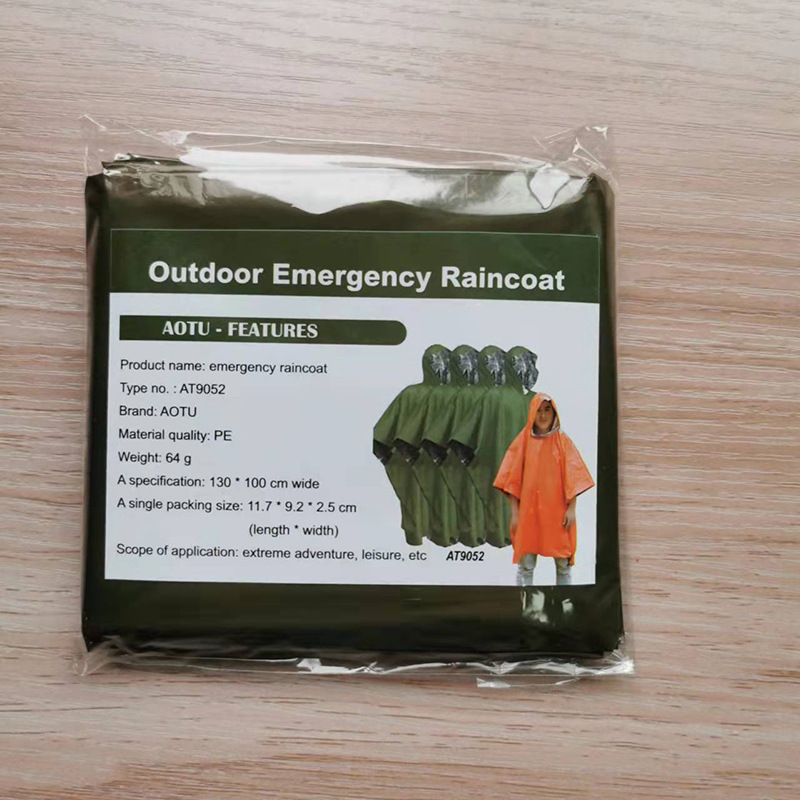 Outdoor Emergency Raincoat
AOTU - FEATURES
Product name: emergency raincoat
Type no. : AT9052
Brand: AOTU
Material quality: PE
Weight: 64 g
A specification: 130 * 100 cm wide
A single packing size: 11.7 * 9.2 * 2.5 cm
(length * width)
Scope of application: extreme adventure, leisure, etc
AT9052